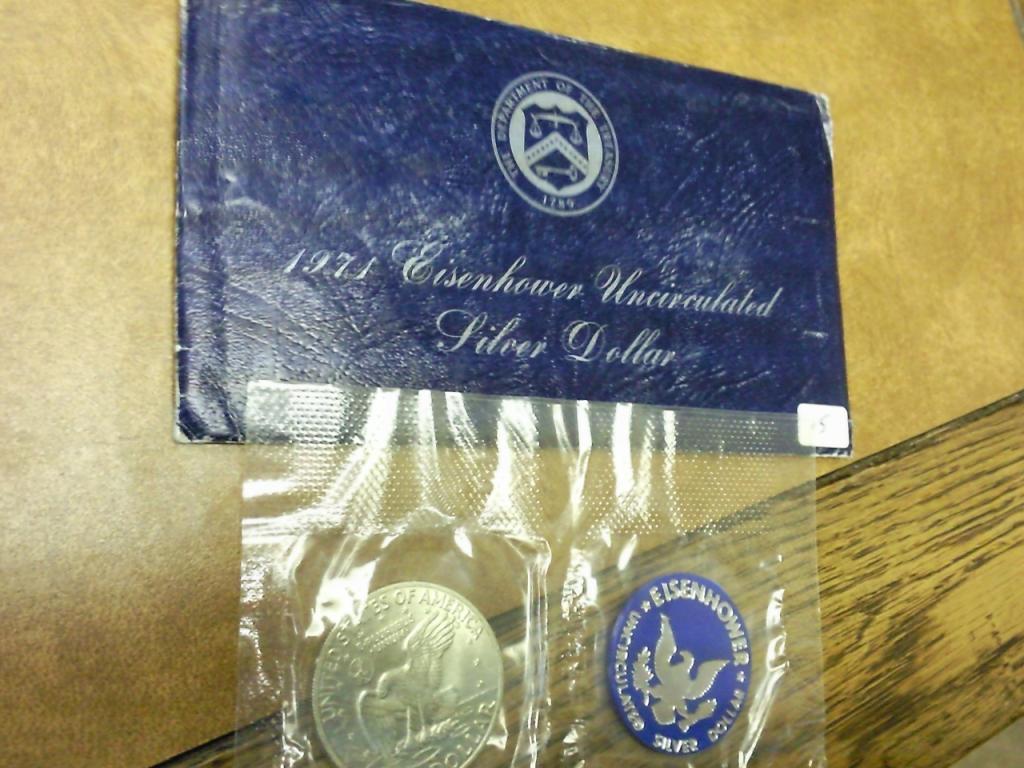 THE DEPARTMENT OF THE TREASURY
1789
1971 Eisenhower Uncirculated
Silver Dollar
UNITED STATES OF AMERICA
EISENHOWER
UNCIRCULATED
SILVER DOLLAR